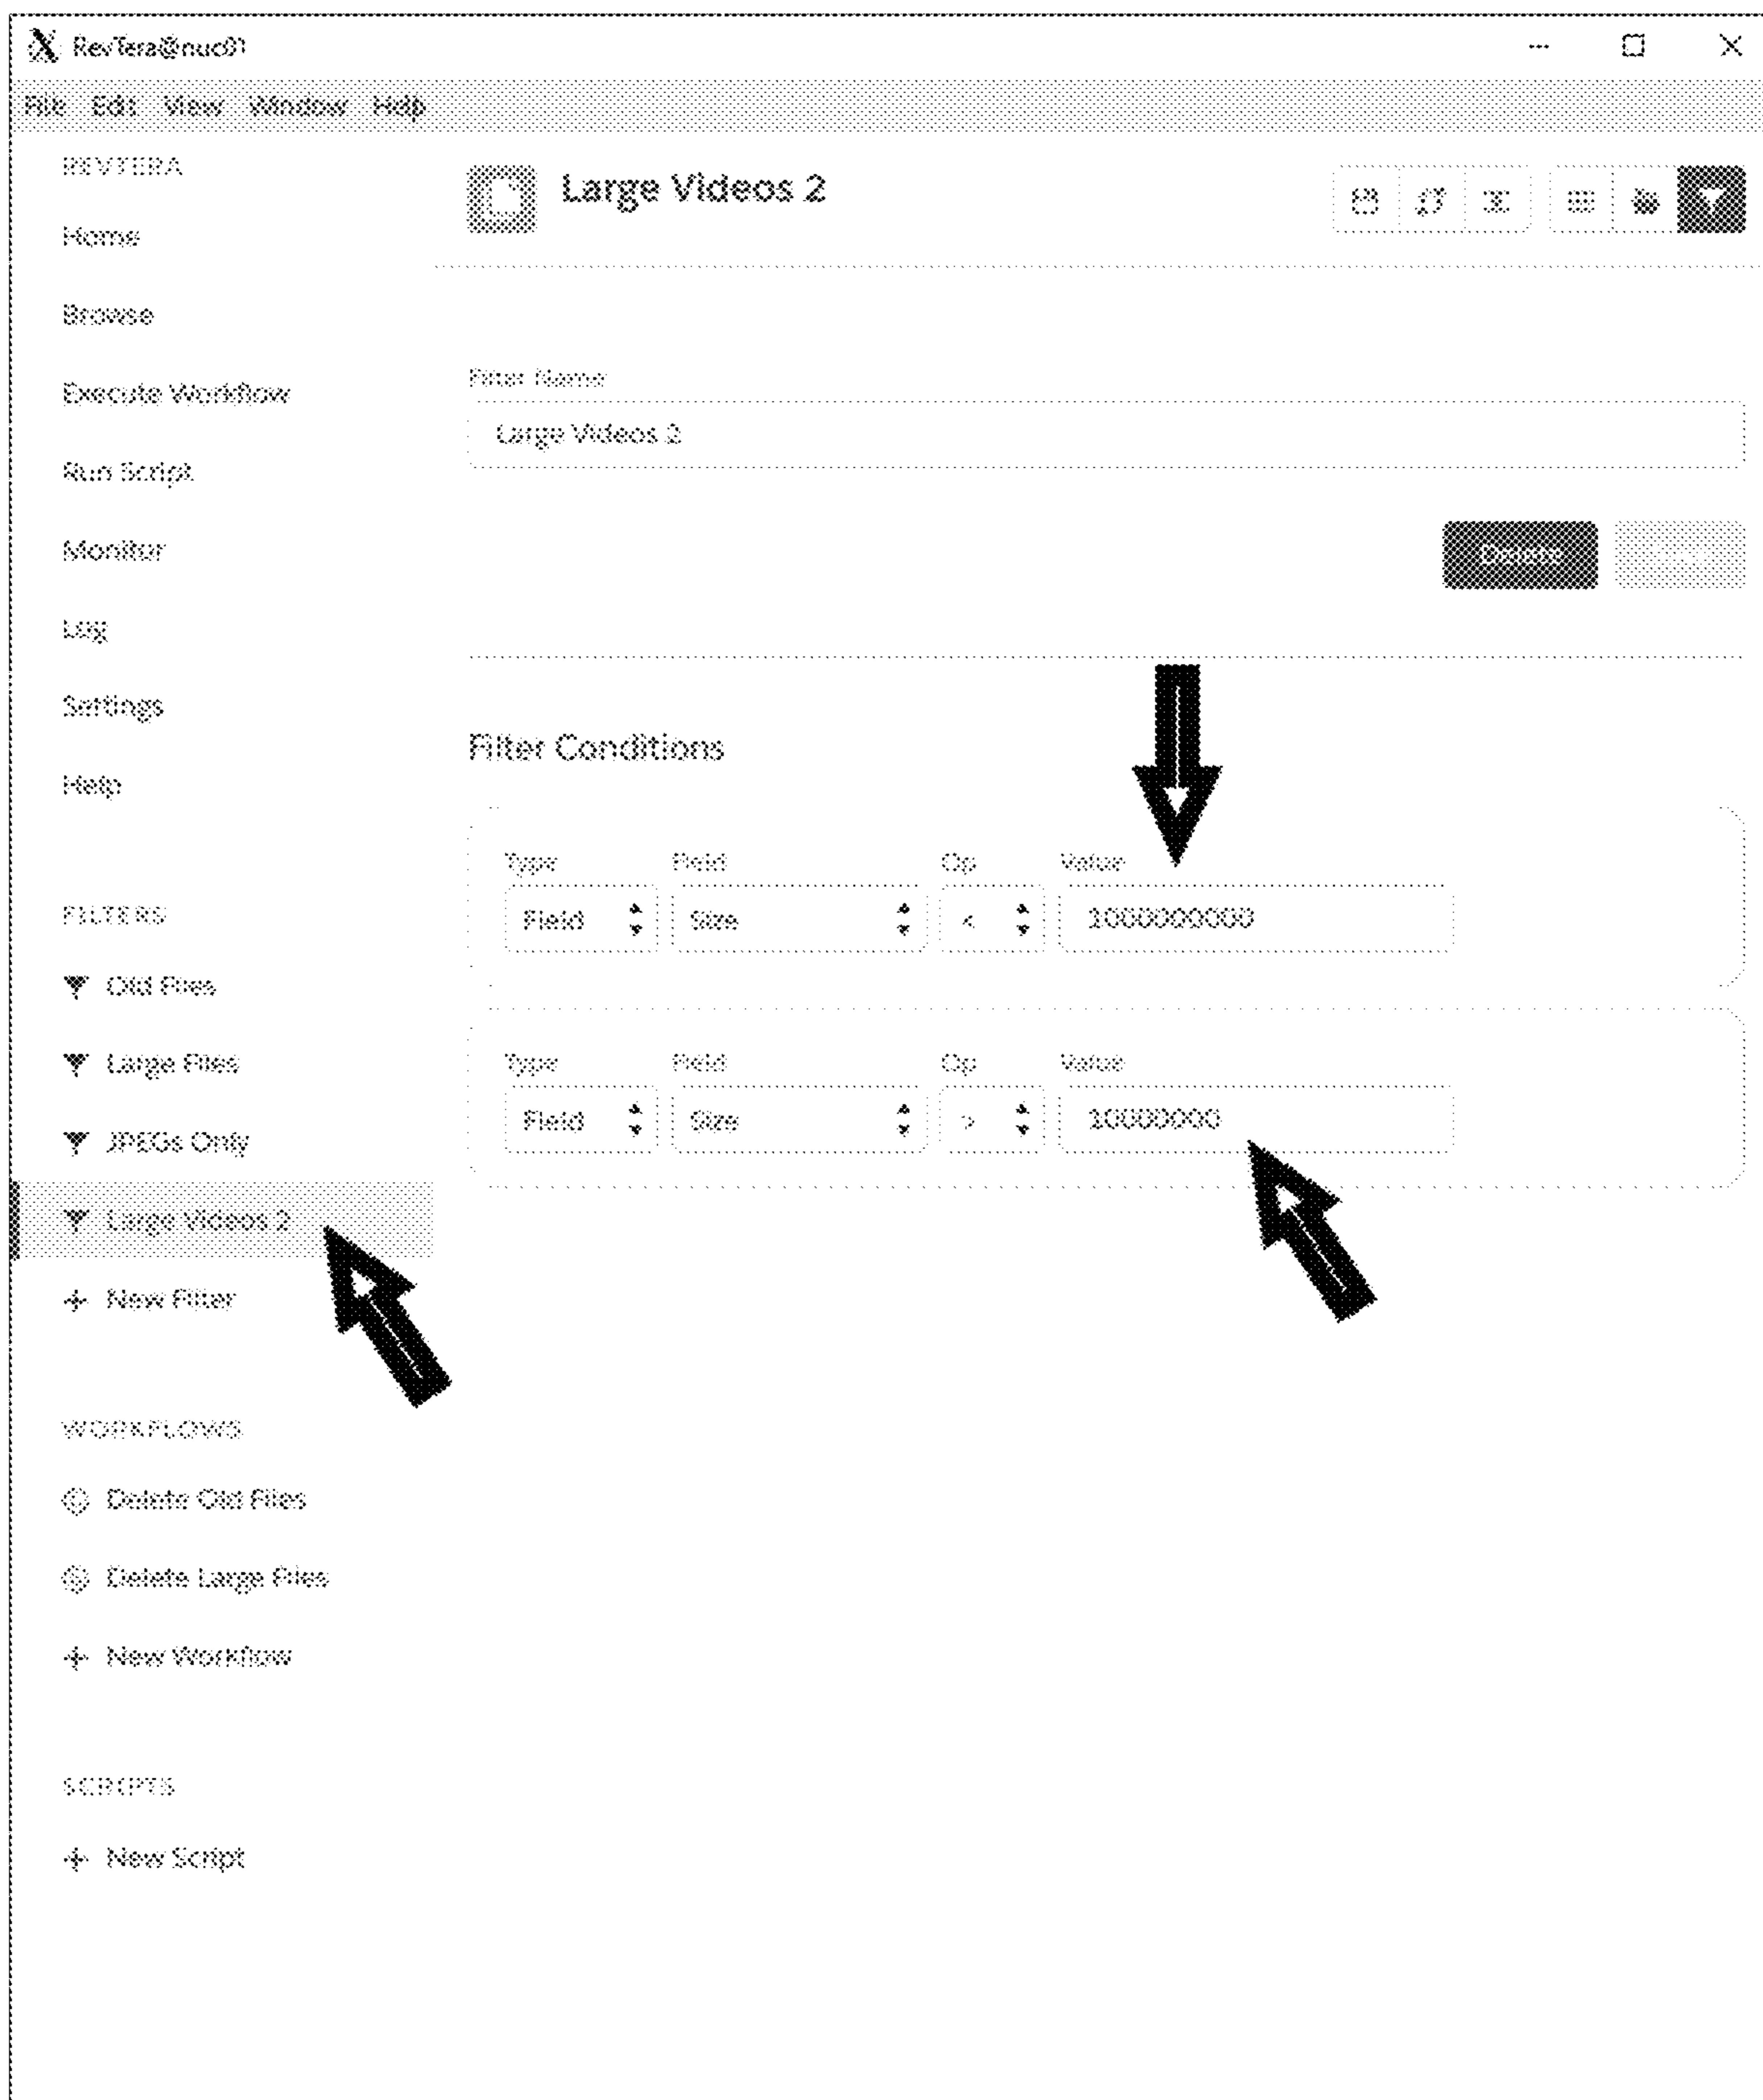 RevTera@nuc01
File Edit View Window Help
REVTERA
Home
Browse
Execute Workflow
Run Script
Monitor
Log
Settings
Help
FILTERS
Old Files
Large Files
JPEGs Only
Large Videos 2
+ New Filter
WORKFLOWS
Delete Old Files
Delete Large Files
+ New Workflow
SCRIPTS
+ New Script
Large Videos 2
Filter Name
Large Videos 2
Delete
Filter Conditions
Type Field Op Value
Field Size < 1000000000
Type Field Op Value
Field Size > 10000000